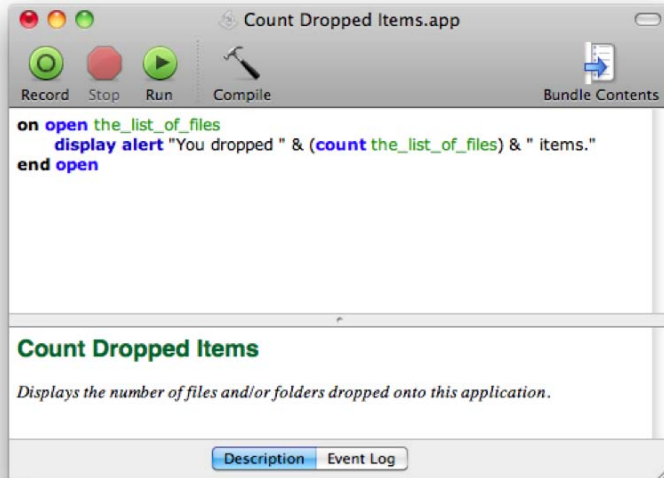 Count Dropped Items.app
Record Stop Run Compile Bundle Contents
on open the_list_of_files
display alert "You dropped " & (count the_list_of_files) & " items."
end open
Count Dropped Items
Displays the number of files and/or folders dropped onto this application.
Description Event Log